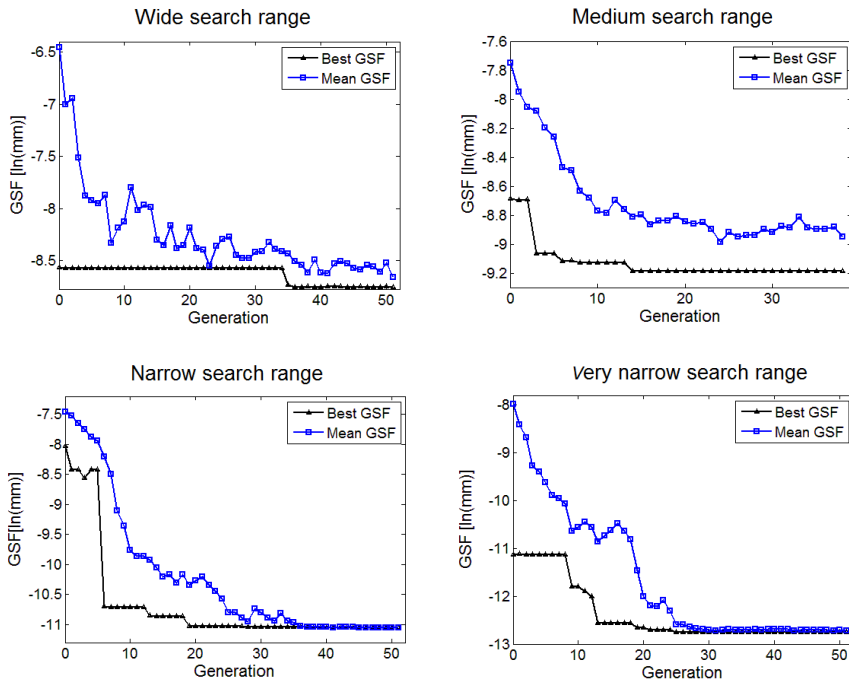 Wide search range
GSF [ln(mm)]
-6.5
-7
-7.5
-8
-8.5
0
10
20
30
40
50
Generation
Best GSF
Mean GSF
Medium search range
GSF [ln(mm)]
-7.6
-7.8
-8
-8.2
-8.4
-8.6
-8.8
-9
-9.2
0
10
20
30
Generation
Best GSF
Mean GSF
Narrow search range
GSF[ln(mm)]
-7.5
-8
-8.5
-9
-9.5
-10
-10.5
-11
0
10
20
30
40
50
Generation
Best GSF
Mean GSF
Very narrow search range
GSF [ln(mm)]
-8
-9
-10
-11
-12
-13
0
10
20
30
40
50
Generation
Best GSF
Mean GSF